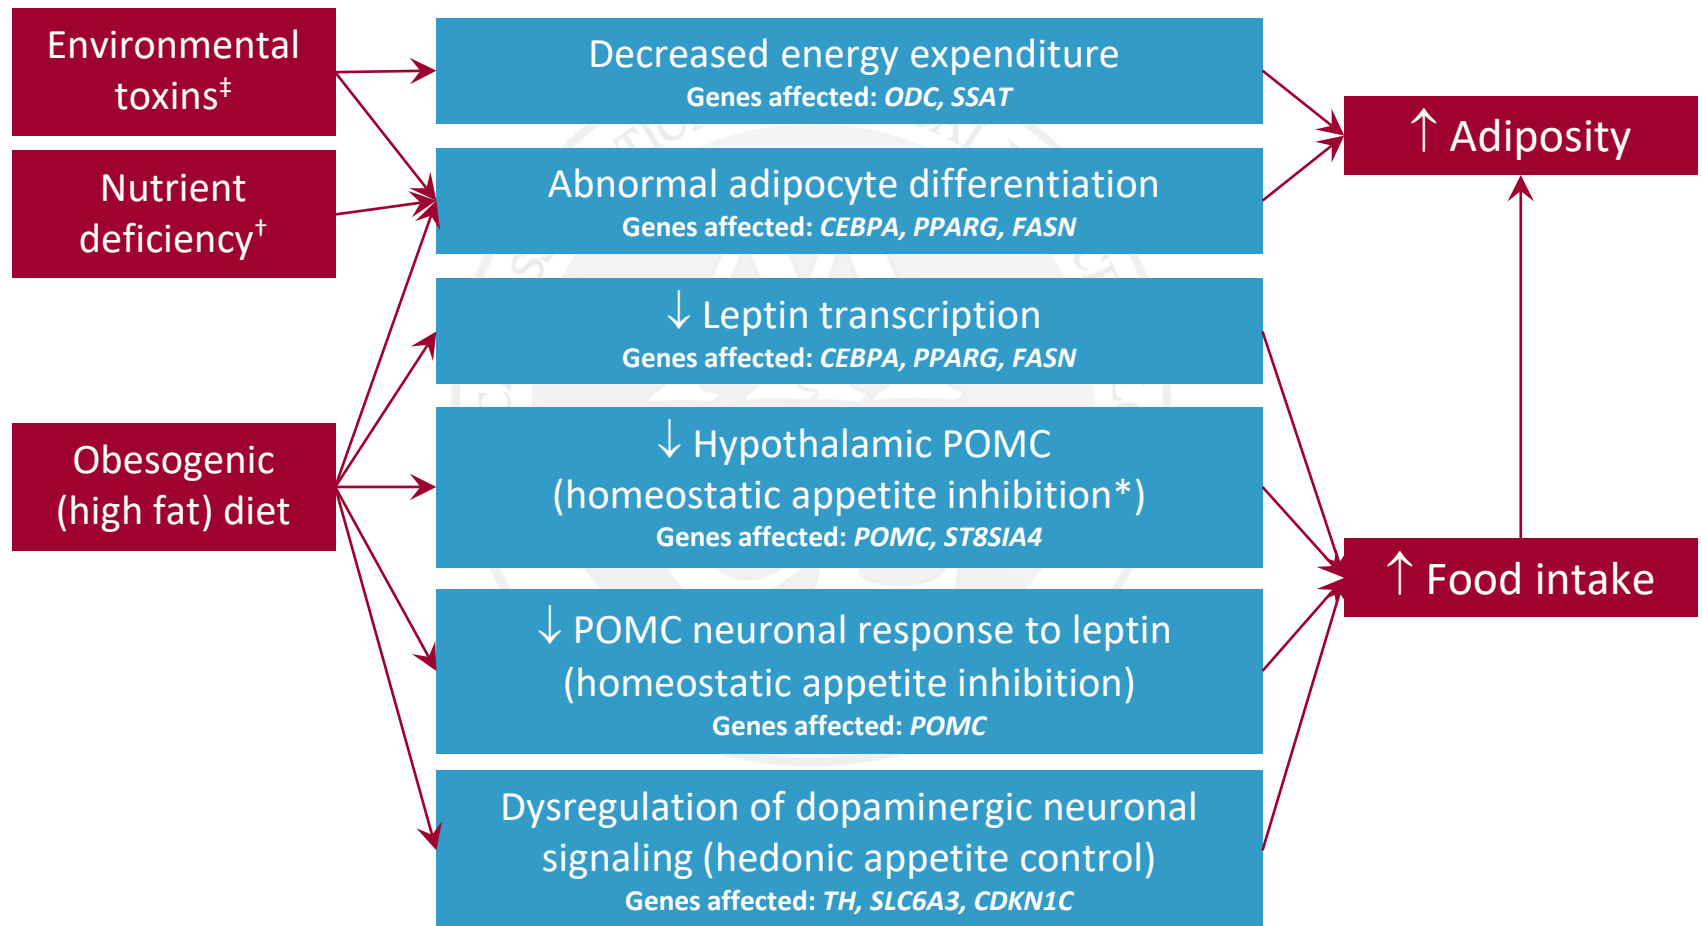 Environmental
toxins‡
Nutrient
deficiency†
Obesogenic
(high fat) diet
Decreased energy expenditure
Genes affected: ODC, SSAT
Abnormal adipocyte differentiation
Genes affected: CEBPA, PPARG, FASN
↓ Leptin transcription
Genes affected: CEBPA, PPARG, FASN
↓ Hypothalamic POMC
(homeostatic appetite inhibition*)
Genes affected: POMC, ST8SIA4
↓ POMC neuronal response to leptin
(homeostatic appetite inhibition)
Genes affected: POMC
Dysregulation of dopaminergic neuronal
signaling (hedonic appetite control)
Genes affected: TH, SLC6A3, CDKN1C
↑ Adiposity
↑ Food intake